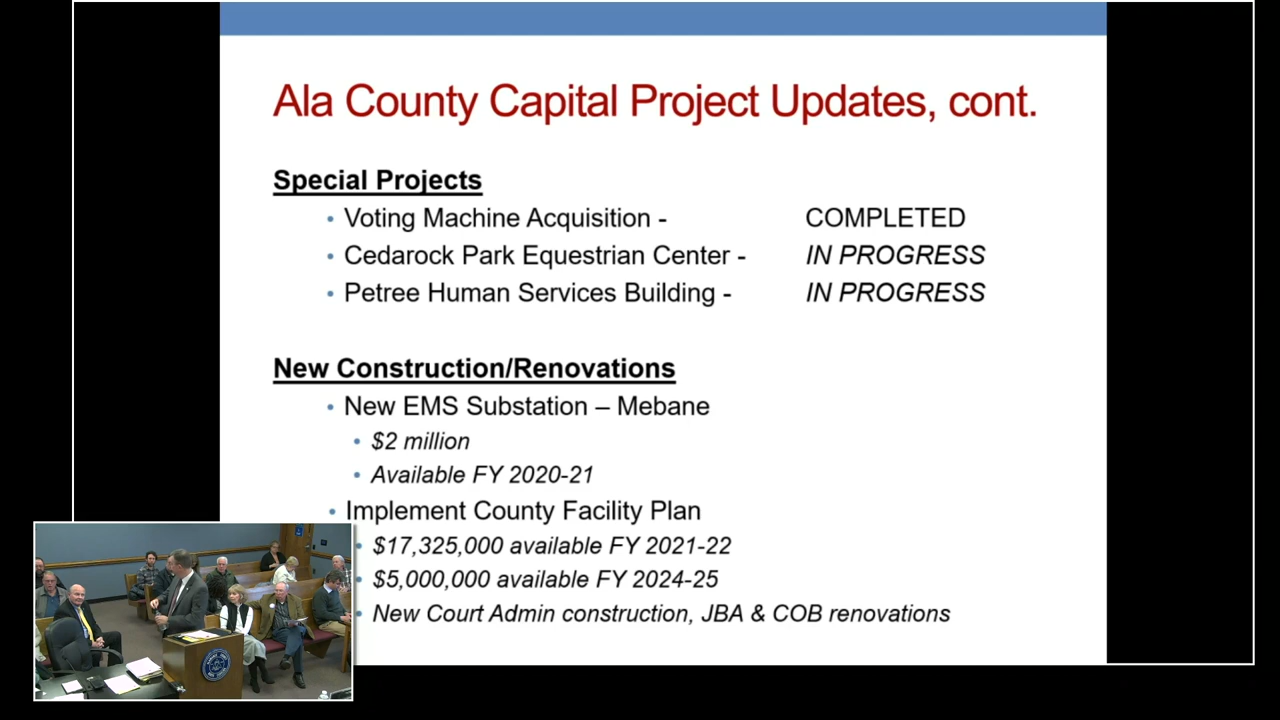 Ala County Capital Project Updates, cont.
Special Projects
• Voting Machine Acquisition - COMPLETED
• Cedarock Park Equestrian Center - IN PROGRESS
• Petree Human Services Building - IN PROGRESS
New Construction/Renovations
• New EMS Substation – Mebane
• $2 million
• Available FY 2020-21
• Implement County Facility Plan
• $17,325,000 available FY 2021-22
• $5,000,000 available FY 2024-25
• New Court Admin construction, JBA & COB renovations